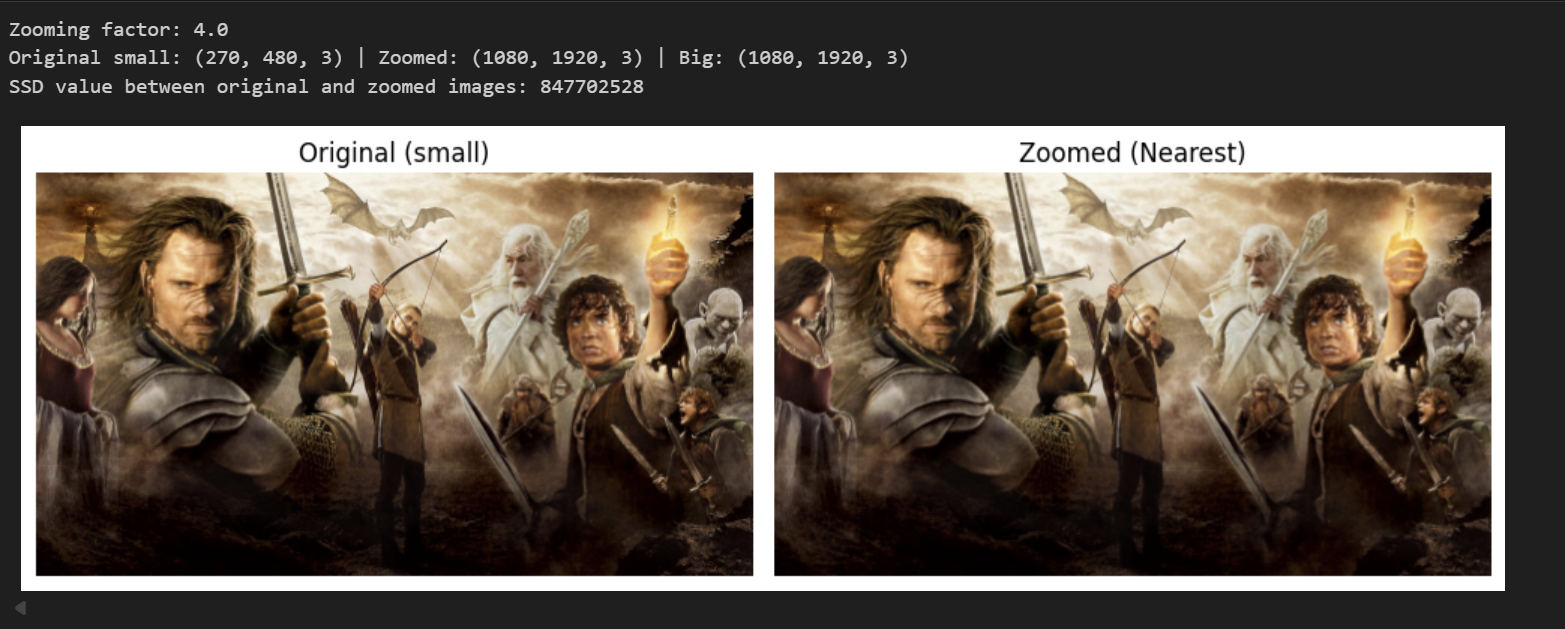 Zooming factor: 4.0
Original small: (270, 480, 3) | Zoomed: (1080, 1920, 3) | Big: (1080, 1920, 3)
SSD value between original and zoomed images: 847702528
Original (small)
Zoomed (Nearest)